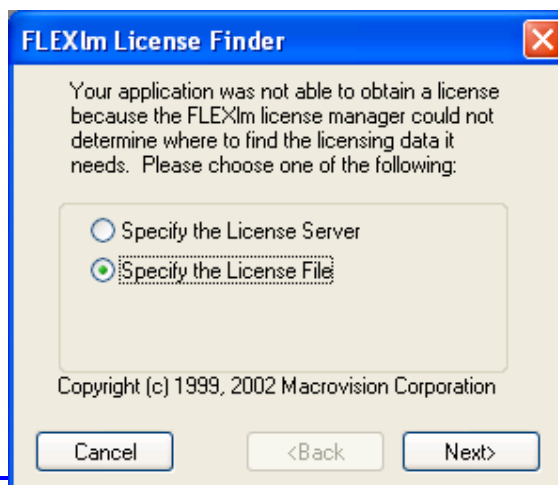 FLEXlm License Finder
Your application was not able to obtain a license
because the FLEXlm license manager could not
determine where to find the licensing data it
needs.  Please choose one of the following:
Specify the License Server
Specify the License File
Copyright (c) 1999, 2002 Macrovision Corporation
Cancel
<Back
Next>